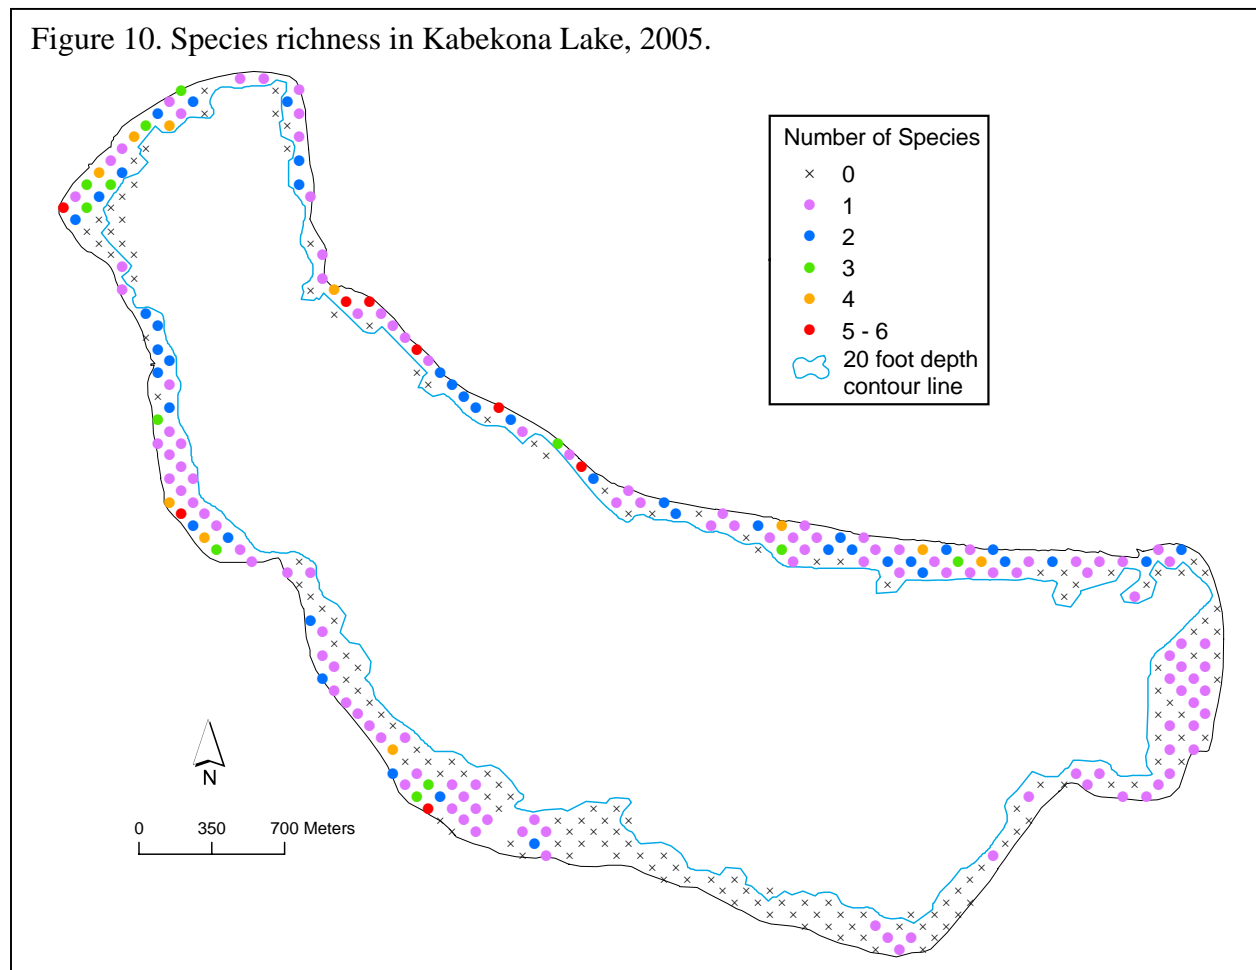 Figure 10. Species richness in Kabekona Lake, 2005.
Number of Species
0
1
2
3
4
5 - 6
20 foot depth
contour line
N
0 350 700 Meters